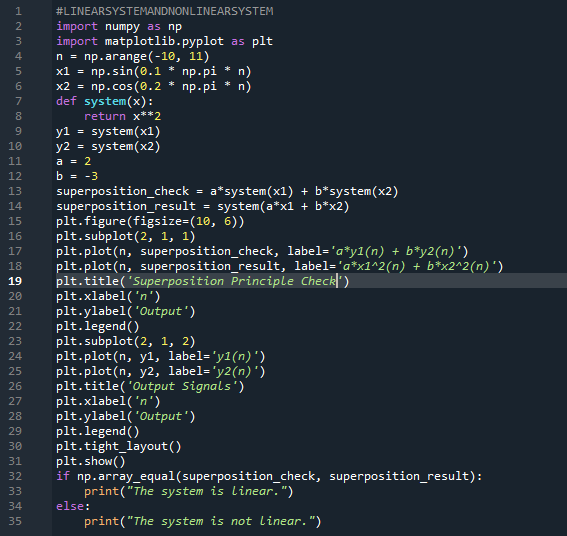 1 #LINEARSYSTEMANDNONLINEARSYSTEM
2 import numpy as np
3 import matplotlib.pyplot as plt
4 n = np.arange(-10, 11)
5 x1 = np.sin(0.1 * np.pi * n)
6 x2 = np.cos(0.2 * np.pi * n)
7 def system(x):
8     return x**2
9 y1 = system(x1)
10 y2 = system(x2)
11 a = 2
12 b = -3
13 superposition_check = a*system(x1) + b*system(x2)
14 superposition_result = system(a*x1 + b*x2)
15 plt.figure(figsize=(10, 6))
16 plt.subplot(2, 1, 1)
17 plt.plot(n, superposition_check, label='a*y1(n) + b*y2(n)')
18 plt.plot(n, superposition_result, label='a*x1^2(n) + b*x2^2(n)')
19 plt.title('Superposition Principle Check')
20 plt.xlabel('n')
21 plt.ylabel('Output')
22 plt.legend()
23 plt.subplot(2, 1, 2)
24 plt.plot(n, y1, label='y1(n)')
25 plt.plot(n, y2, label='y2(n)')
26 plt.title('Output Signals')
27 plt.xlabel('n')
28 plt.ylabel('Output')
29 plt.legend()
30 plt.tight_layout()
31 plt.show()
32 if np.array_equal(superposition_check, superposition_result):
33     print("The system is linear.")
34 else:
35     print("The system is not linear.")